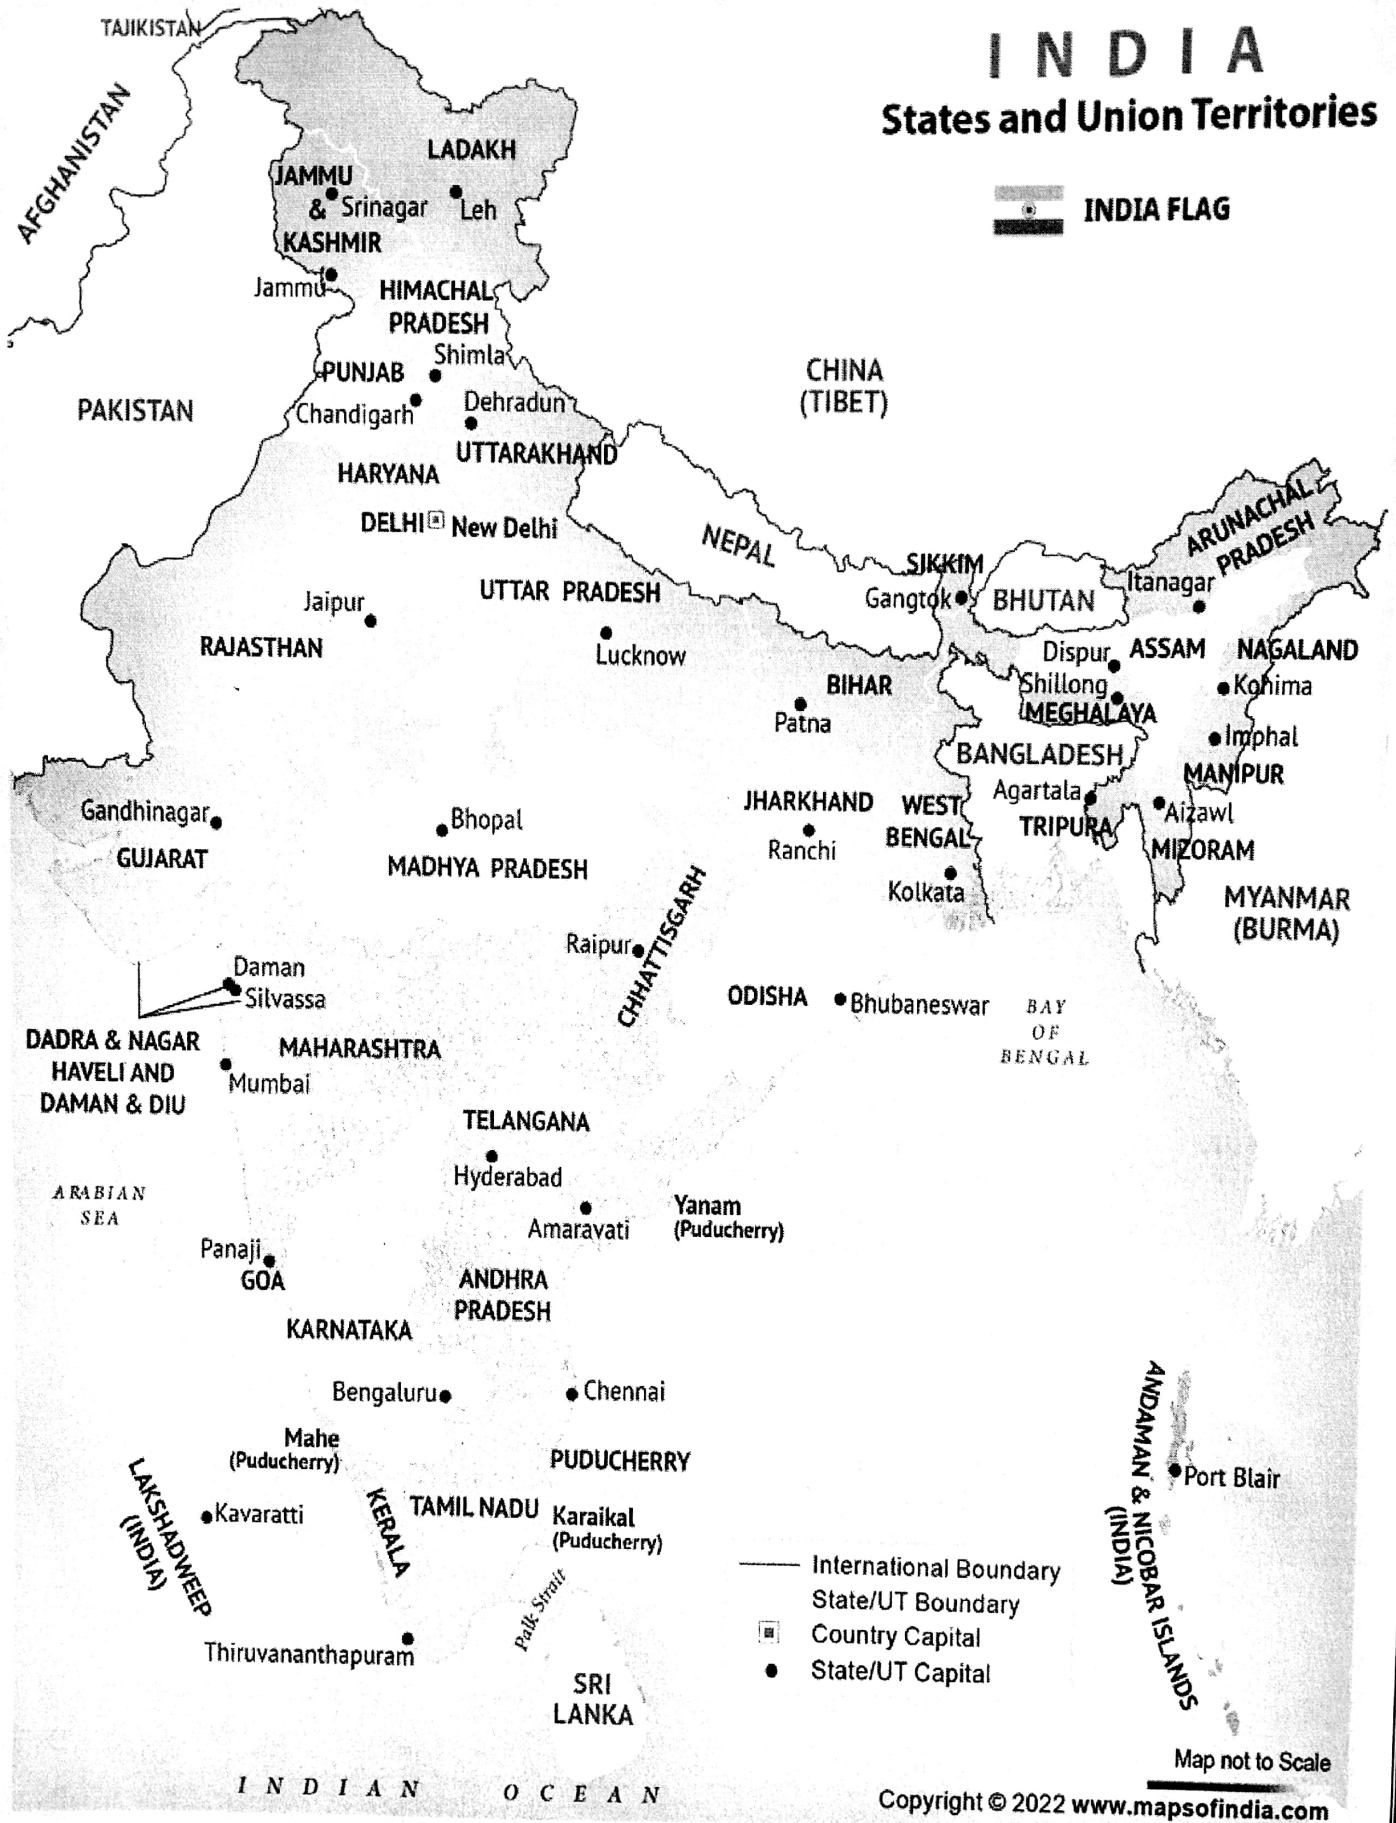 INDIA
States and Union Territories
INDIA FLAG
TAJIKISTAN
AFGHANISTAN
PAKISTAN
CHINA
(TIBET)
NEPAL
BHUTAN
BANGLADESH
MYANMAR
(BURMA)
SRI
LANKA
LADAKH
Leh
JAMMU
&
KASHMIR
Srinagar
Jammu
HIMACHAL
PRADESH
Shimla
PUNJAB
Chandigarh
Dehradun
UTTARAKHAND
HARYANA
DELHI
New Delhi
UTTAR PRADESH
Lucknow
Jaipur
RAJASTHAN
SIKKIM
Gangtok
ARUNACHAL
PRADESH
Itanagar
Dispur
ASSAM
NAGALAND
Kohima
Shillong
MEGHALAYA
Imphal
MANIPUR
Agartala
TRIPURA
Aizawl
MIZORAM
BIHAR
Patna
JHARKHAND
Ranchi
WEST
BENGAL
Kolkata
Gandhinagar
GUJARAT
Bhopal
MADHYA PRADESH
Raipur
CHHATTISGARH
ODISHA
Bhubaneswar
BAY
OF
BENGAL
Daman
Silvassa
DADRA & NAGAR
HAVELI AND
DAMAN & DIU
MAHARASHTRA
Mumbai
TELANGANA
Hyderabad
ARABIAN
SEA
Amaravati
Yanam
(Puducherry)
Panaji
GOA
ANDHRA
PRADESH
KARNATAKA
Bengaluru
Chennai
Mahe
(Puducherry)
PUDUCHERRY
LAKSHADWEEP
(INDIA)
Kavaratti
KERALA
TAMIL NADU
Karaikal
(Puducherry)
Palk Strait
Thiruvananthapuram
ANDAMAN & NICOBAR ISLANDS
(INDIA)
Port Blair
International Boundary
State/UT Boundary
Country Capital
State/UT Capital
INDIAN OCEAN
Map not to Scale
Copyright © 2022 www.mapsofindia.com